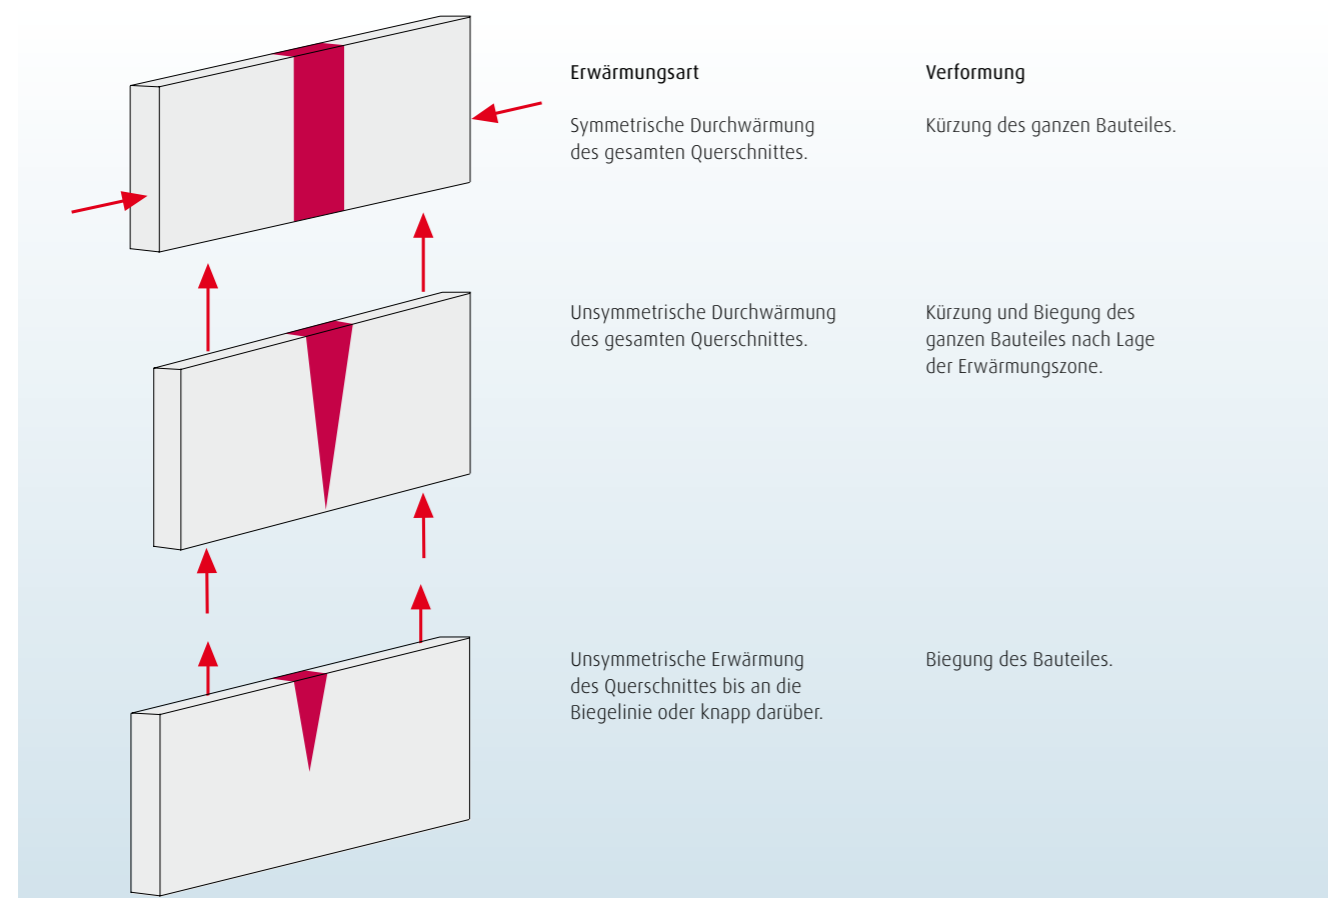 Erwärmungsart
Verformung
Symmetrische Durchwärmung
des gesamten Querschnittes.
Kürzung des ganzen Bauteiles.
Unsymmetrische Durchwärmung
des gesamten Querschnittes.
Kürzung und Biegung des
ganzen Bauteiles nach Lage
der Erwärmungszone.
Unsymmetrische Erwärmung
des Querschnittes bis an die
Biegelinie oder knapp darüber.
Biegung des Bauteiles.